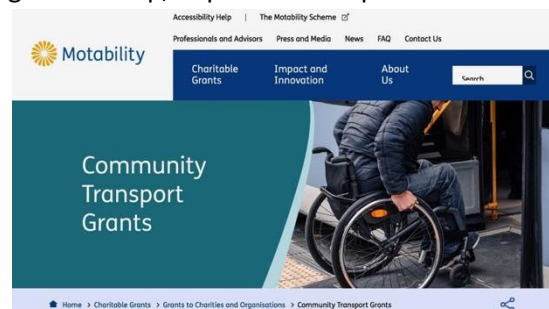 Accessibility Help | The Motability Scheme
Professionals and Advisors Press and Media News FAQ Contact Us
Motability
Charitable Grants
Impact and Innovation
About Us
Search
Community
Transport
Grants
Home > Charitable Grants > Grants to Charities and Organisations > Community Transport Grants